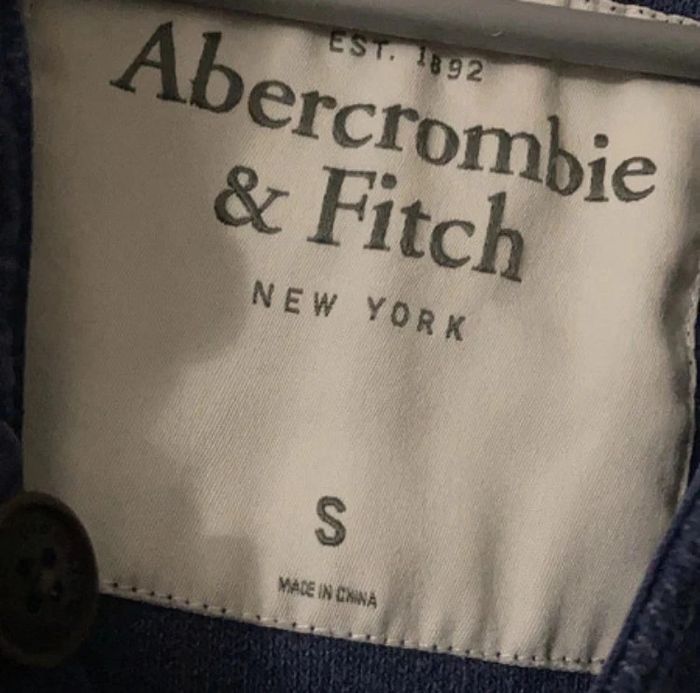 EST. 1892
Abercrombie
& Fitch
NEW YORK
S
MADE IN CHINA